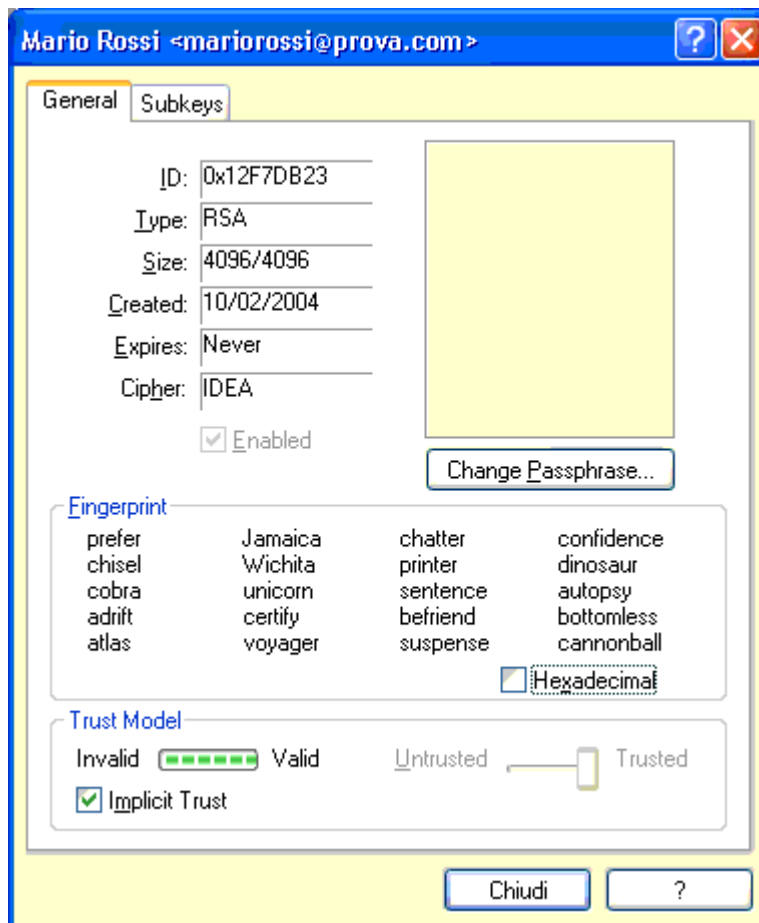 Mario Rossi <mariorossi@prova.com>
?
General Subkeys
ID: 0x12F7DB23
Type: RSA
Size: 4096/4096
Created: 10/02/2004
Expires: Never
Cipher: IDEA
Enabled
Change Passphrase...
Fingerprint
prefer Jamaica chatter confidence
chisel Wichita printer dinosaur
cobra unicorn sentence autopsy
adrift certify befriend bottomless
atlas voyager suspense cannonball
Hexadecimal
Trust Model
Invalid Valid Untrusted Trusted
Implicit Trust
Chiudi ?